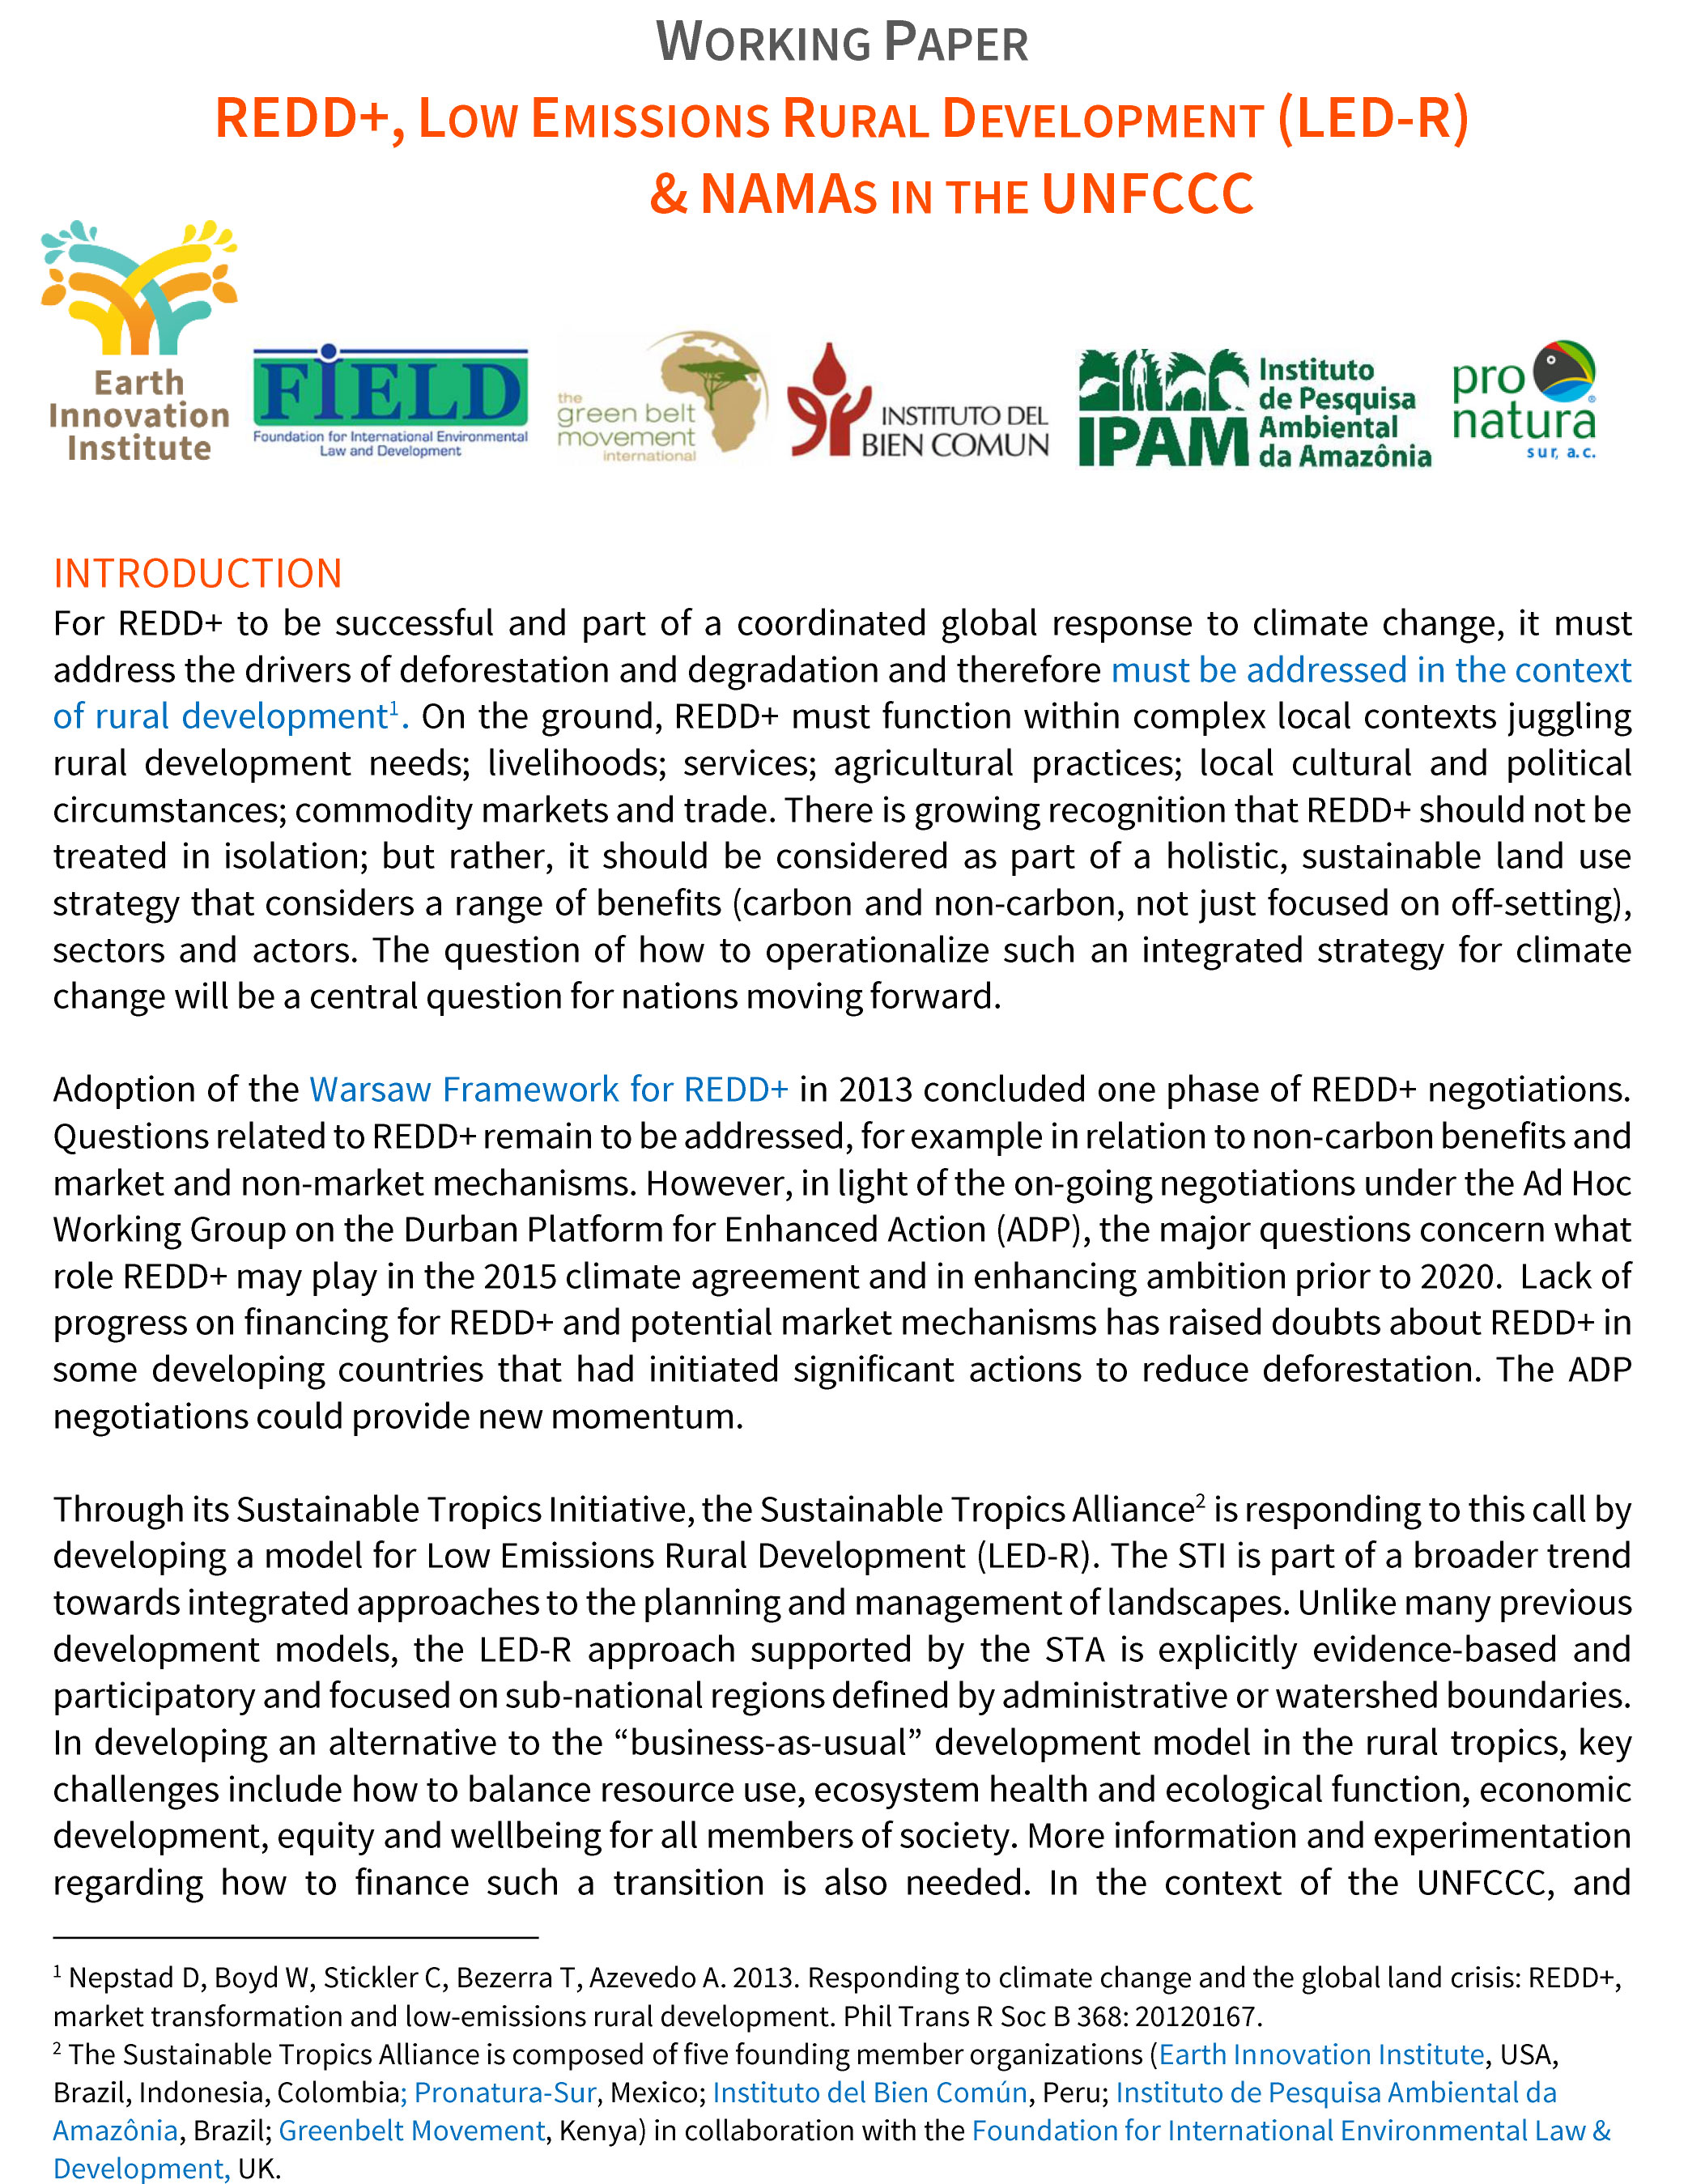 WORKING PAPER
REDD+, LOW EMISSIONS RURAL DEVELOPMENT (LED-R)
& NAMAS IN THE UNFCCC
Earth
Innovation
Institute
FiELD
Foundation for International Environmental
Law and Development
the
green belt
movement
international
INSTITUTO DEL
BIEN COMUN
IPAM
Instituto
de Pesquisa
Ambiental
da Amazônia
pro
natura®
sur, a.c.
INTRODUCTION
For REDD+ to be successful and part of a coordinated global response to climate change, it must
address the drivers of deforestation and degradation and therefore must be addressed in the context
of rural development1. On the ground, REDD+ must function within complex local contexts juggling
rural development needs; livelihoods; services; agricultural practices; local cultural and political
circumstances; commodity markets and trade. There is growing recognition that REDD+ should not be
treated in isolation; but rather, it should be considered as part of a holistic, sustainable land use
strategy that considers a range of benefits (carbon and non-carbon, not just focused on off-setting),
sectors and actors. The question of how to operationalize such an integrated strategy for climate
change will be a central question for nations moving forward.
Adoption of the Warsaw Framework for REDD+ in 2013 concluded one phase of REDD+ negotiations.
Questions related to REDD+ remain to be addressed, for example in relation to non-carbon benefits and
market and non-market mechanisms. However, in light of the on-going negotiations under the Ad Hoc
Working Group on the Durban Platform for Enhanced Action (ADP), the major questions concern what
role REDD+ may play in the 2015 climate agreement and in enhancing ambition prior to 2020. Lack of
progress on financing for REDD+ and potential market mechanisms has raised doubts about REDD+ in
some developing countries that had initiated significant actions to reduce deforestation. The ADP
negotiations could provide new momentum.
Through its Sustainable Tropics Initiative, the Sustainable Tropics Alliance2 is responding to this call by
developing a model for Low Emissions Rural Development (LED-R). The STI is part of a broader trend
towards integrated approaches to the planning and management of landscapes. Unlike many previous
development models, the LED-R approach supported by the STA is explicitly evidence-based and
participatory and focused on sub-national regions defined by administrative or watershed boundaries.
In developing an alternative to the “business-as-usual” development model in the rural tropics, key
challenges include how to balance resource use, ecosystem health and ecological function, economic
development, equity and wellbeing for all members of society. More information and experimentation
regarding how to finance such a transition is also needed. In the context of the UNFCCC, and
1 Nepstad D, Boyd W, Stickler C, Bezerra T, Azevedo A. 2013. Responding to climate change and the global land crisis: REDD+,
market transformation and low-emissions rural development. Phil Trans R Soc B 368: 20120167.
2 The Sustainable Tropics Alliance is composed of five founding member organizations (Earth Innovation Institute, USA,
Brazil, Indonesia, Colombia; Pronatura-Sur, Mexico; Instituto del Bien Común, Peru; Instituto de Pesquisa Ambiental da
Amazônia, Brazil; Greenbelt Movement, Kenya) in collaboration with the Foundation for International Environmental Law &
Development, UK.